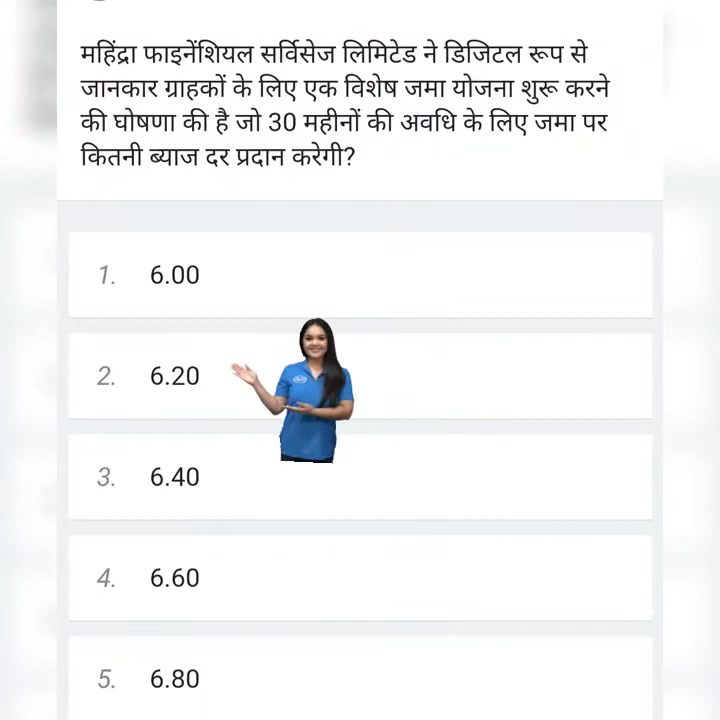 महिंद्रा फाइनेंशियल सर्विसेज लिमिटेड ने डिजिटल रूप से
जानकार ग्राहकों के लिए एक विशेष जमा योजना शुरू करने
की घोषणा की है जो 30 महीनों की अवधि के लिए जमा पर
कितनी ब्याज दर प्रदान करेगी?
1. 6.00
2. 6.20
3. 6.40
4. 6.60
5. 6.80